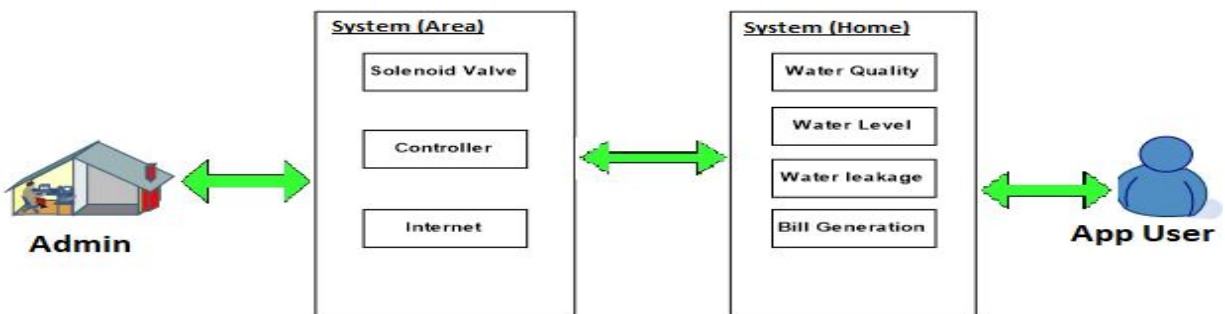 System (Area)
Solenoid Valve
Controller
Internet
System (Home)
Water Quality
Water Level
Water leakage
Bill Generation
Admin
App User